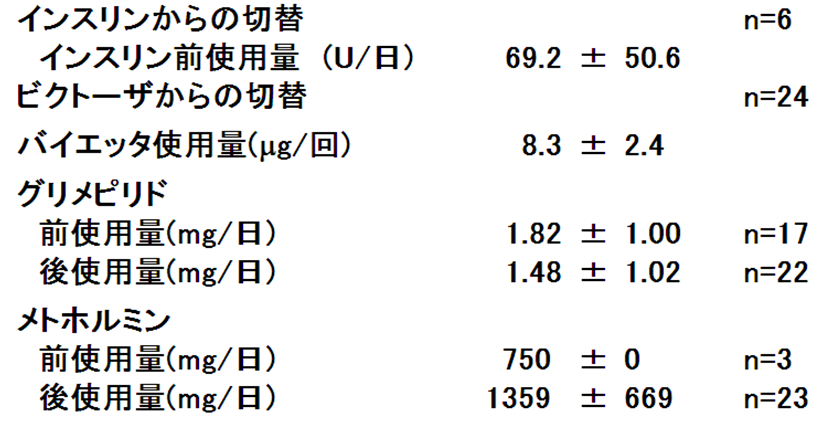 インスリンからの切替 n=6
インスリン前使用量 (U/日) 69.2 ± 50.6
ビクトーザからの切替 n=24
バイエッタ使用量(μg/回) 8.3 ± 2.4
グリメピリド
前使用量(mg/日) 1.82 ± 1.00 n=17
後使用量(mg/日) 1.48 ± 1.02 n=22
メトホルミン
前使用量(mg/日) 750 ± 0 n=3
後使用量(mg/日) 1359 ± 669 n=23